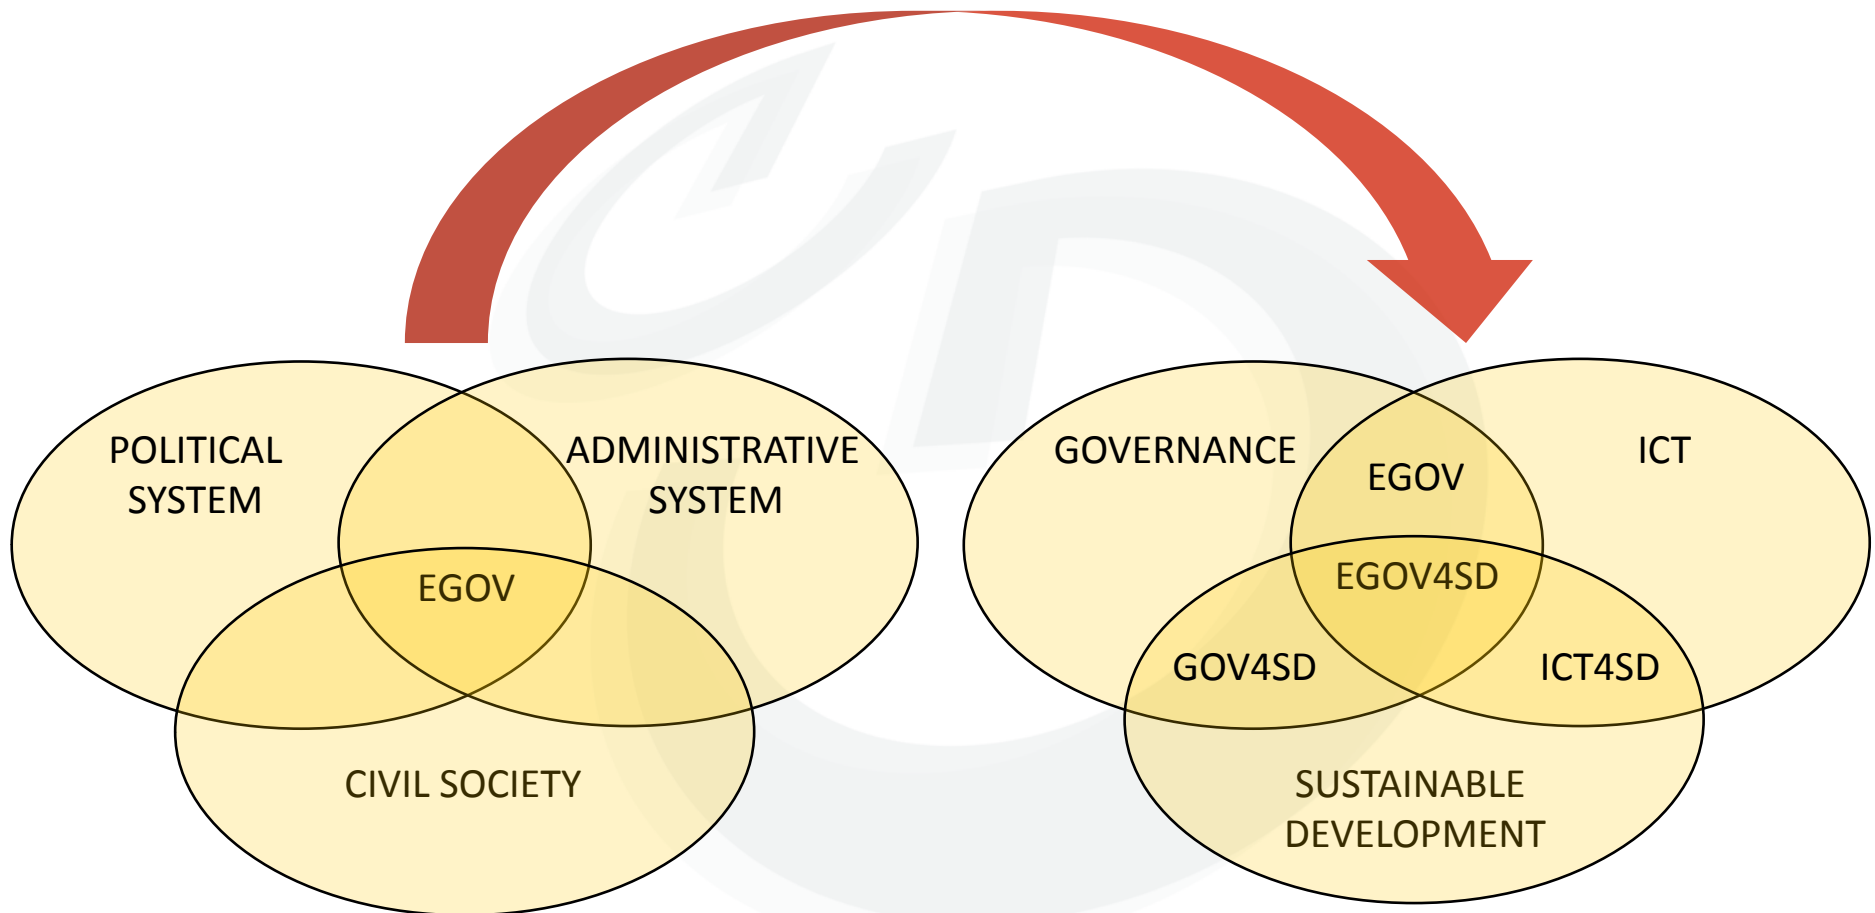 POLITICAL
SYSTEM
ADMINISTRATIVE
SYSTEM
EGOV
CIVIL SOCIETY
GOVERNANCE
EGOV
ICT
EGOV4SD
GOV4SD
ICT4SD
SUSTAINABLE
DEVELOPMENT